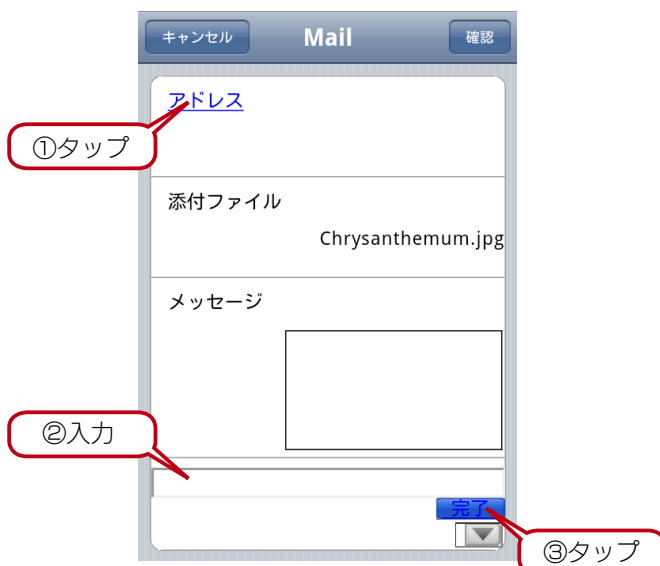 キャンセル Mail 確認
アドレス
①タップ
添付ファイル
Chrysanthemum.jpg
メッセージ
②入力
完了
③タップ